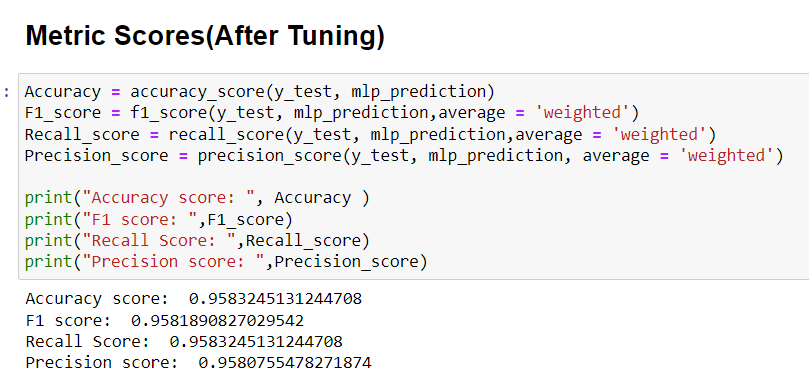 Metric Scores(After Tuning)
:
Accuracy = accuracy_score(y_test, mlp_prediction)
F1_score = f1_score(y_test, mlp_prediction,average = 'weighted')
Recall_score = recall_score(y_test, mlp_prediction,average = 'weighted')
Precision_score = precision_score(y_test, mlp_prediction, average = 'weighted')
print("Accuracy score: ", Accuracy )
print("F1 score: ",F1_score)
print("Recall Score: ",Recall_score)
print("Precision score: ",Precision_score)
Accuracy score:  0.9583245131244708
F1 score:  0.9581890827029542
Recall Score:  0.9583245131244708
Precision score:  0.9580755478271874